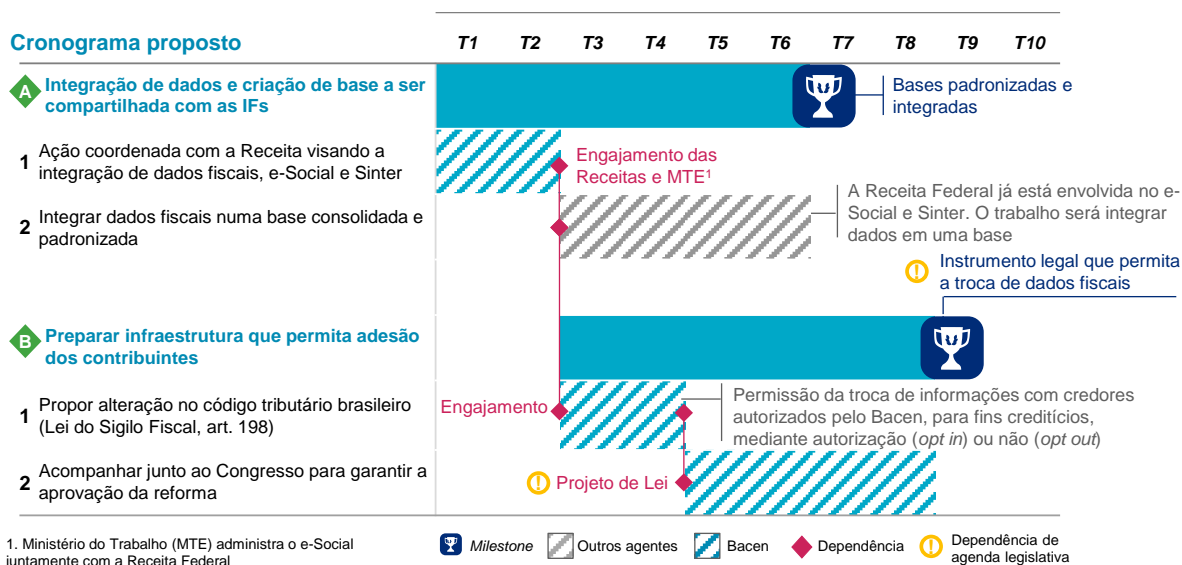 Cronograma proposto
T1 T2 T3 T4 T5 T6 T7 T8 T9 T10
A Integração de dados e criação de base a ser
compartilhada com as IFs
Bases padronizadas e
integradas
1 Ação coordenada com a Receita visando a
integração de dados fiscais, e-Social e Sinter
Engajamento das
Receitas e MTE¹
2 Integrar dados fiscais numa base consolidada e
padronizada
A Receita Federal já está envolvida no e-
Social e Sinter. O trabalho será integrar
dados em uma base
Instrumento legal que permita
a troca de dados fiscais
B Preparar infraestrutura que permita adesão
dos contribuintes
1 Propor alteração no código tributário brasileiro
(Lei do Sigilo Fiscal, art. 198)
Engajamento
Permissão da troca de informações com credores
autorizados pelo Bacen, para fins creditícios,
mediante autorização (opt in) ou não (opt out)
2 Acompanhar junto ao Congresso para garantir a
aprovação da reforma
Projeto de Lei
1. Ministério do Trabalho (MTE) administra o e-Social
juntamente com a Receita Federal
Milestone
Outros agentes
Bacen
Dependência
Dependência de
agenda legislativa